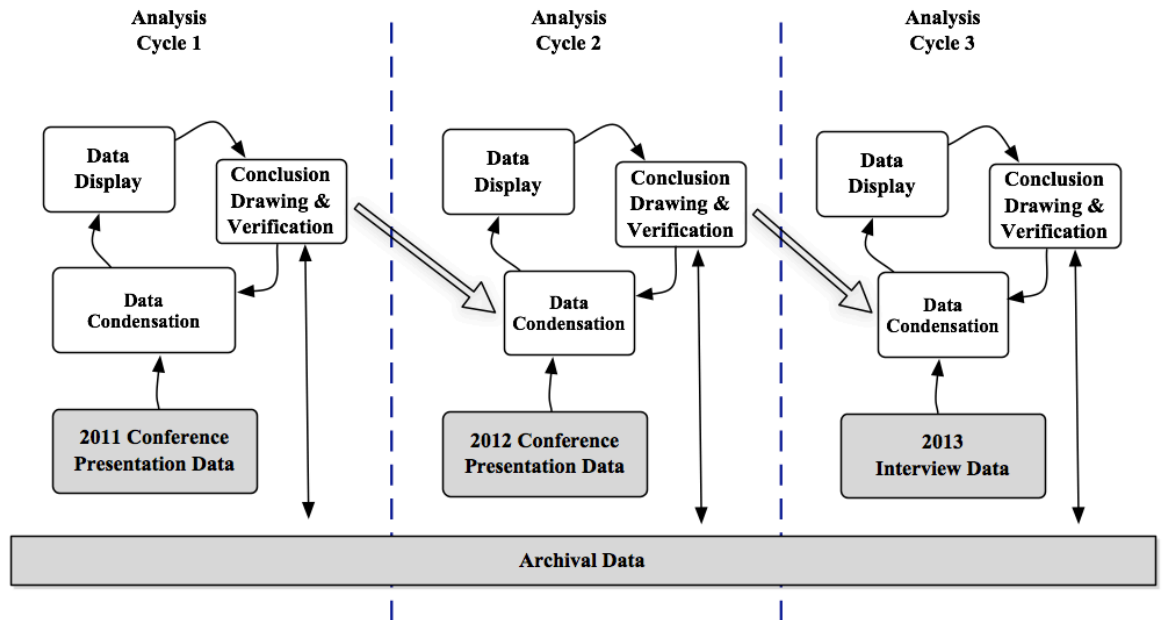 Analysis
Cycle 1
Analysis
Cycle 2
Analysis
Cycle 3
Data
Display
Conclusion
Drawing &
Verification
Data
Condensation
2011 Conference
Presentation Data
Data
Display
Conclusion
Drawing &
Verification
Data
Condensation
2012 Conference
Presentation Data
Data
Display
Conclusion
Drawing &
Verification
Data
Condensation
2013
Interview Data
Archival Data